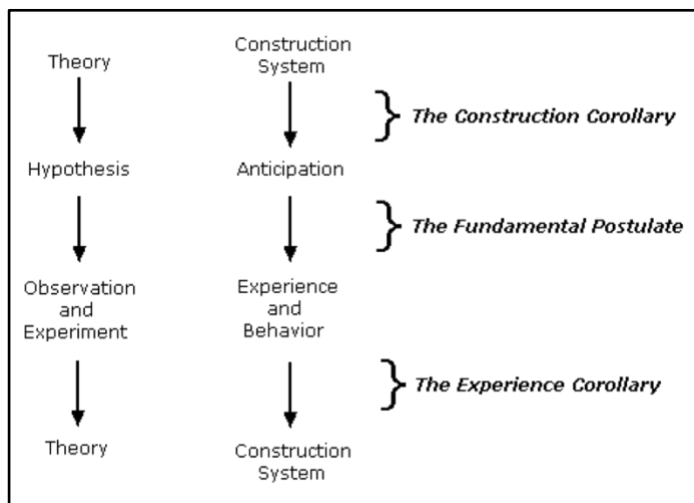 Theory
Construction
System
The Construction Corollary
Hypothesis
Anticipation
The Fundamental Postulate
Observation
and
Experiment
Experience
and
Behavior
The Experience Corollary
Theory
Construction
System